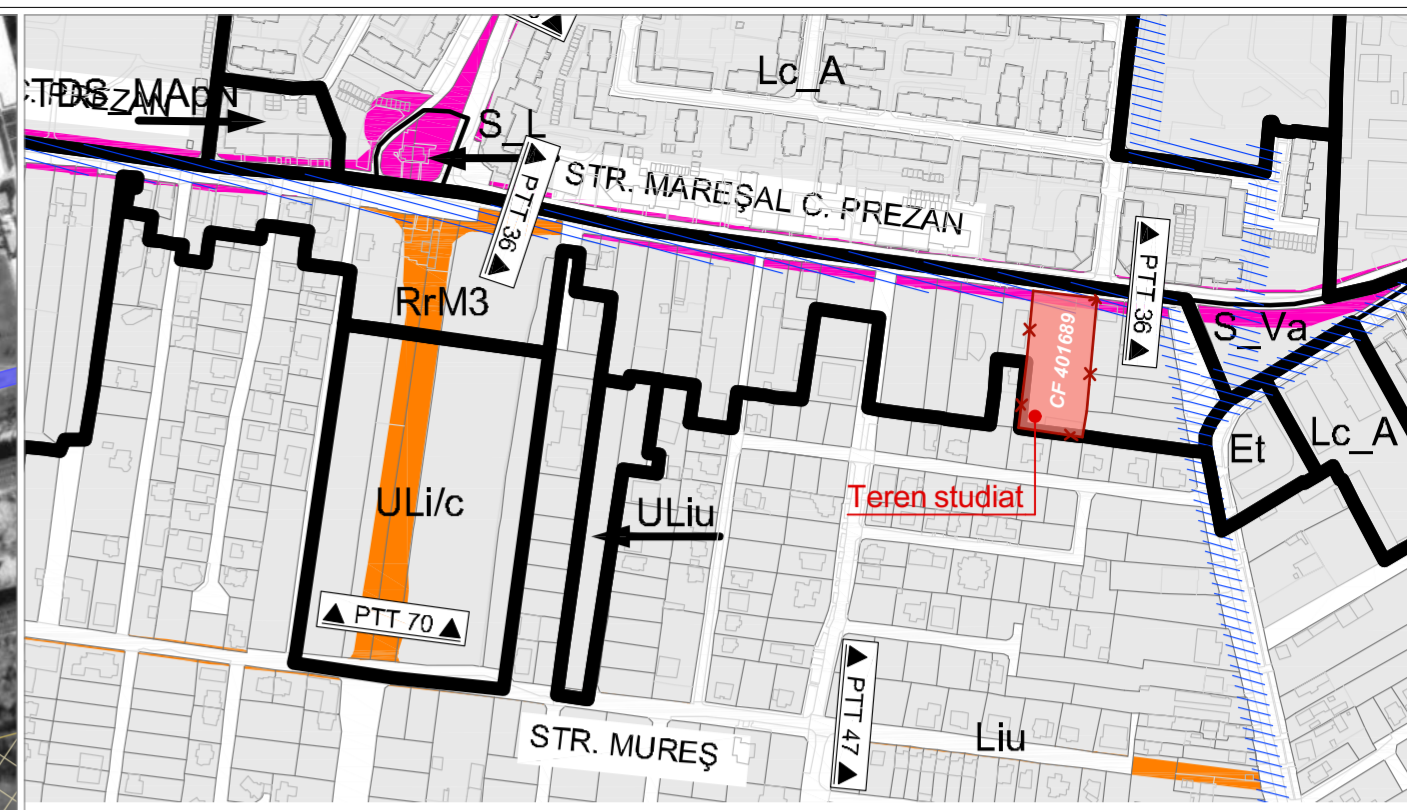 Lc_A
S_L
STR. MAREŞAL C. PREZAN
PTT 36
PTT 36
RrM3
CF 401689
S_Va
Et
Lc_A
ULi/c
ULiu
Teren studiat
PTT 70
PTT 47
STR. MUREŞ
Liu